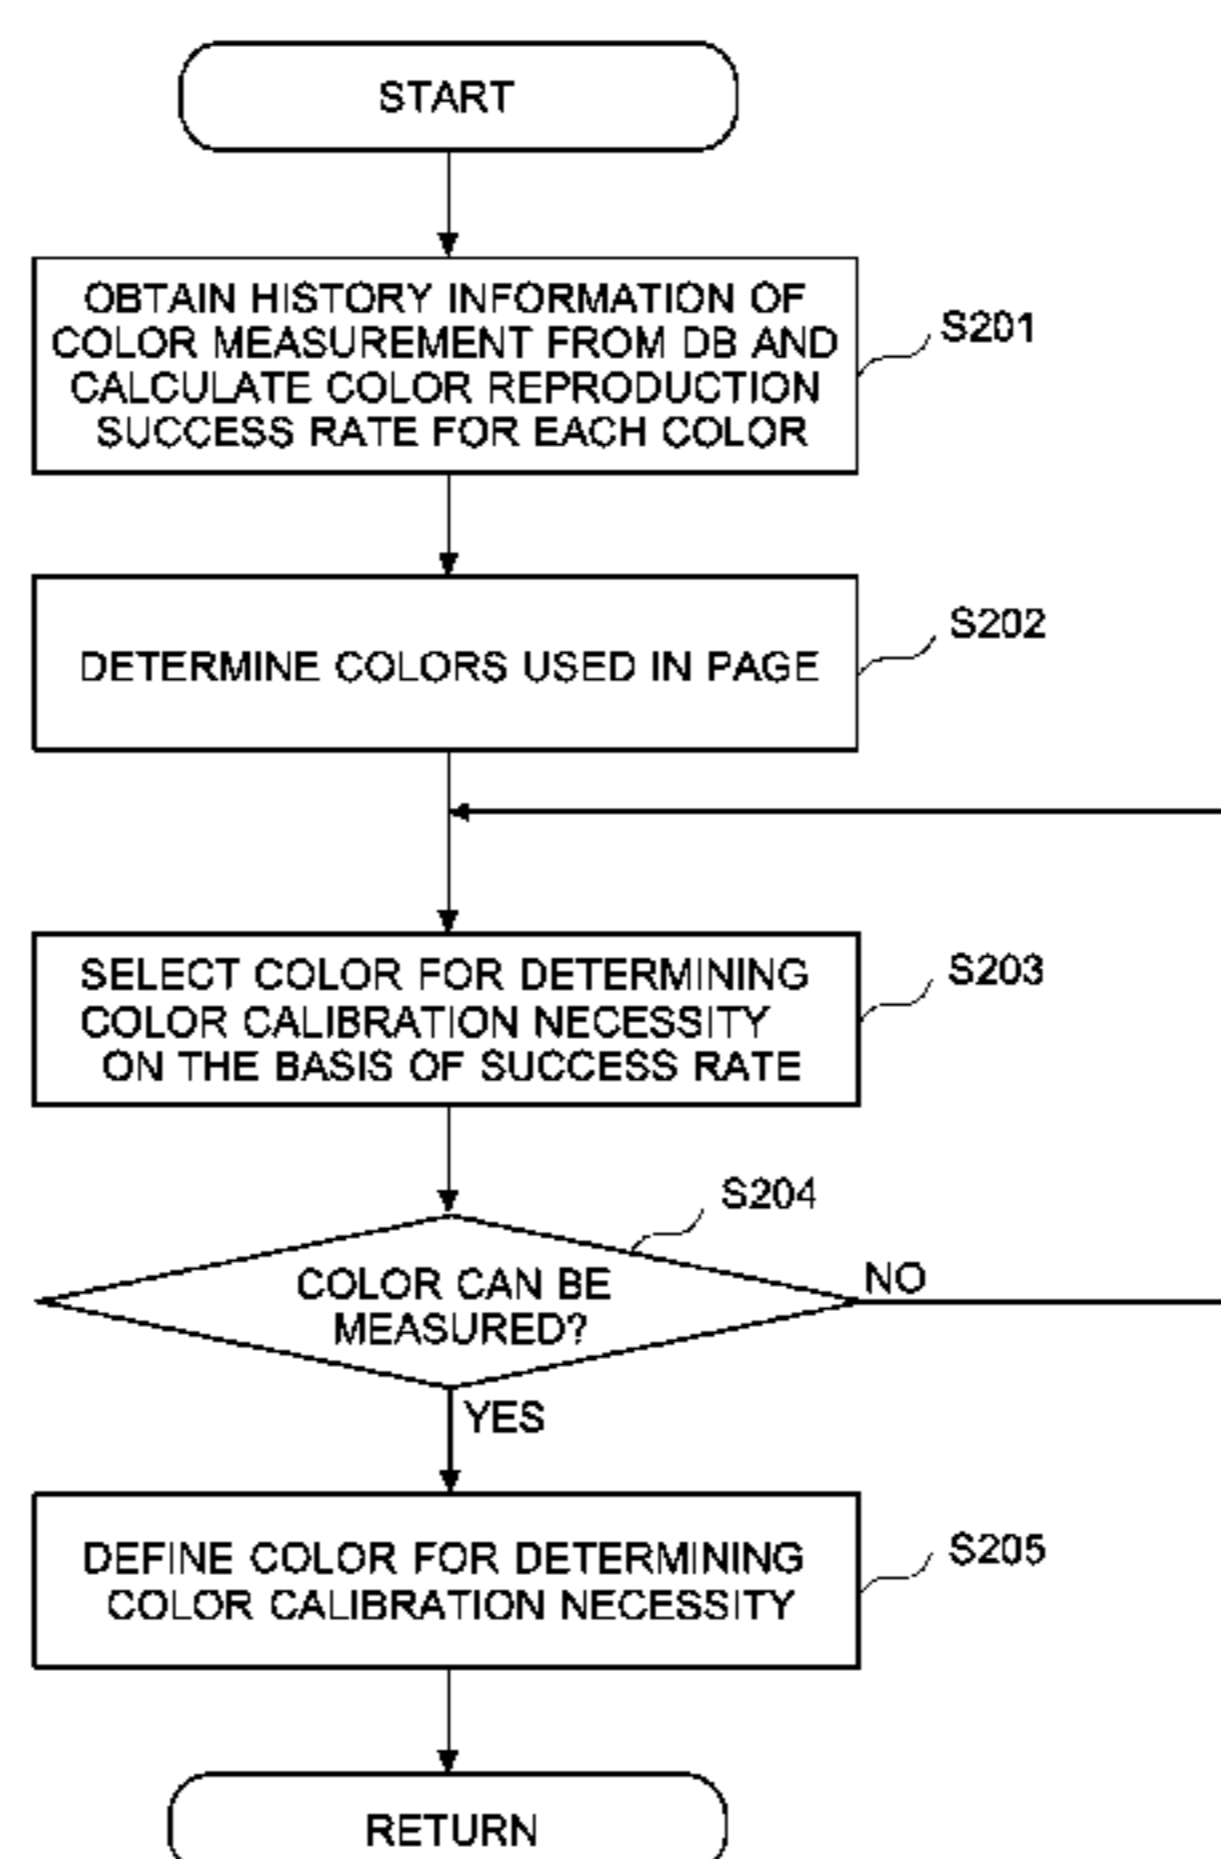 START
OBTAIN HISTORY INFORMATION OF
COLOR MEASUREMENT FROM DB AND
CALCULATE COLOR REPRODUCTION
SUCCESS RATE FOR EACH COLOR
S201
DETERMINE COLORS USED IN PAGE
S202
SELECT COLOR FOR DETERMINING
COLOR CALIBRATION NECESSITY
ON THE BASIS OF SUCCESS RATE
S203
S204
COLOR CAN BE
MEASURED?
NO
YES
DEFINE COLOR FOR DETERMINING
COLOR CALIBRATION NECESSITY
S205
RETURN